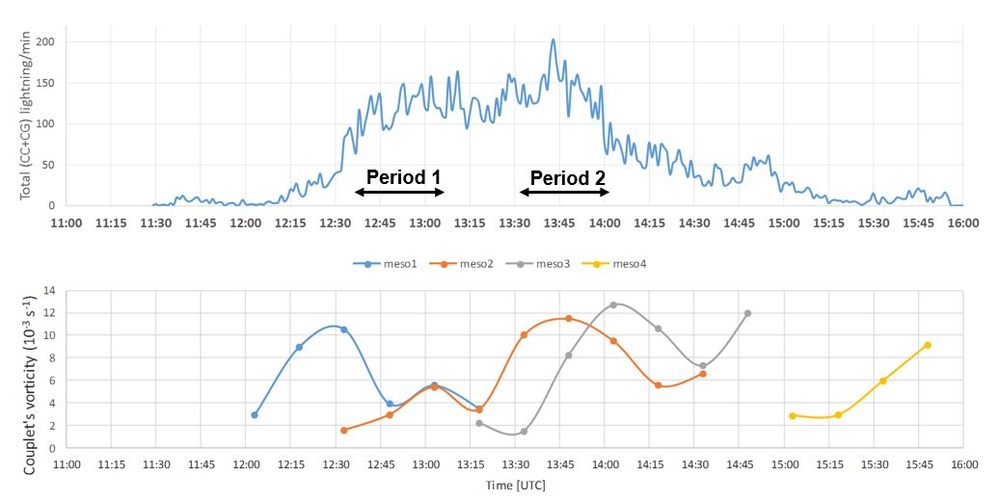 Total (CC+CG) lightning/min
200
150
100
50
0
Period 1
Period 2
11:00 11:15 11:30 11:45 12:00 12:15 12:30 12:45 13:00 13:15 13:30 13:45 14:00 14:15 14:30 14:45 15:00 15:15 15:30 15:45 16:00
meso1 meso2 meso3 meso4
Couplet's vorticity (10⁻³ s⁻¹)
14
12
10
8
6
4
2
0
11:00 11:15 11:30 11:45 12:00 12:15 12:30 12:45 13:00 13:15 13:30 13:45 14:00 14:15 14:30 14:45 15:00 15:15 15:30 15:45 16:00
Time [UTC]